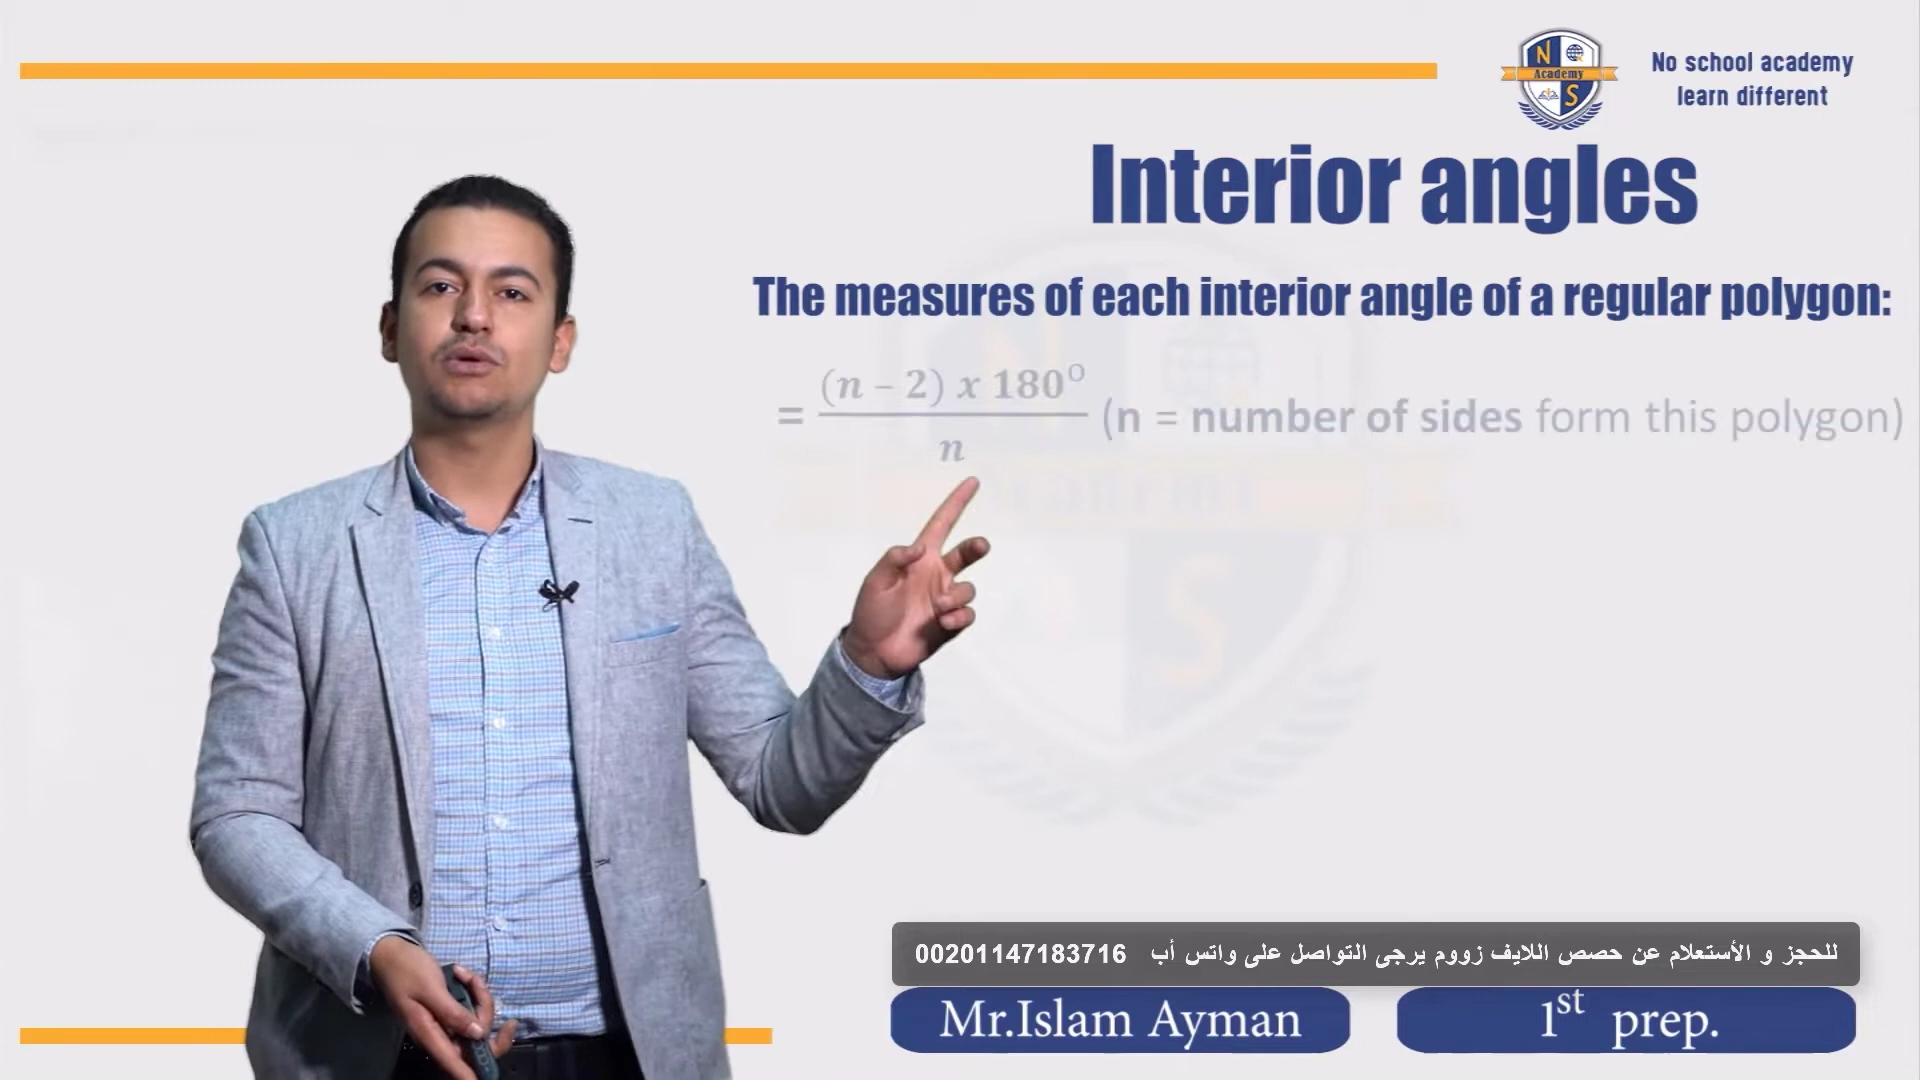 N
Academy
S
No school academy
learn different
Interior angles
The measures of each interior angle of a regular polygon:
= (n – 2) x 180° / n (n = number of sides form this polygon)
N
Academy
S
للحجز و الأستعلام عن حصص اللايف زووم يرجى التواصل على واتس أب 00201147183716
Mr.Islam Ayman
1st prep.